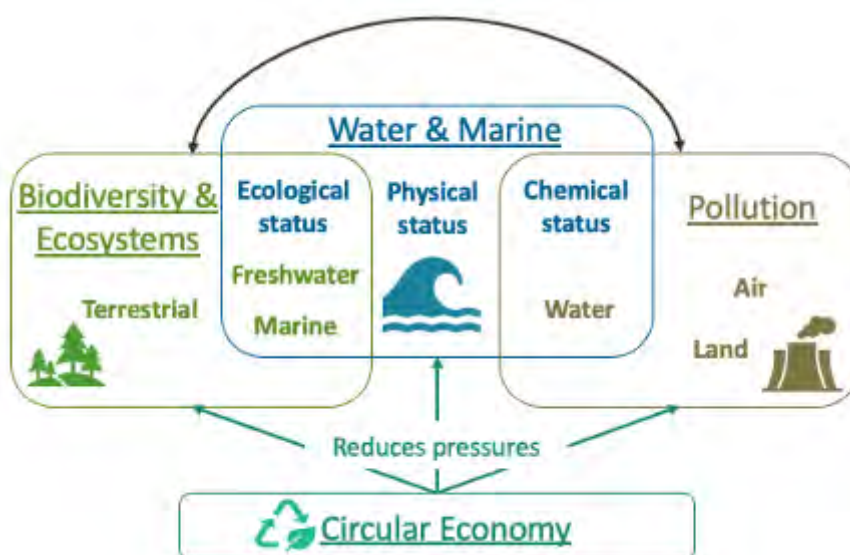 Water & Marine
Biodiversity &
Ecosystems
Terrestrial
Ecological
status
Freshwater
Marine
Physical
status
Chemical
status
Water
Pollution
Air
Land
Reduces pressures
Circular Economy